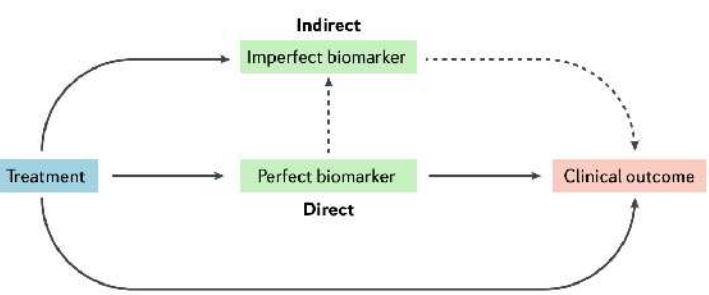 Indirect
Imperfect biomarker
Treatment
Perfect biomarker
Clinical outcome
Direct